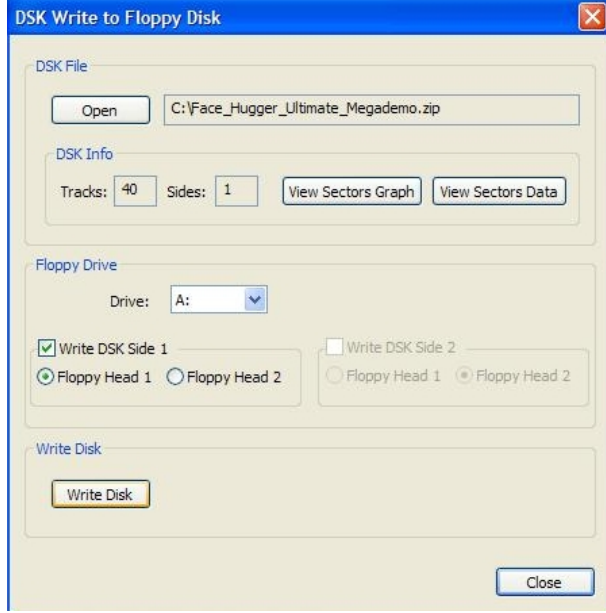 DSK Write to Floppy Disk
DSK File
Open C:\Face_Hugger_Ultimate_Megademo.zip
DSK Info
Tracks: 40 Sides: 1 View Sectors Graph View Sectors Data
Floppy Drive
Drive: A:
Write DSK Side 1 Write DSK Side 2
Floppy Head 1 Floppy Head 2 Floppy Head 1 Floppy Head 2
Write Disk
Write Disk
Close